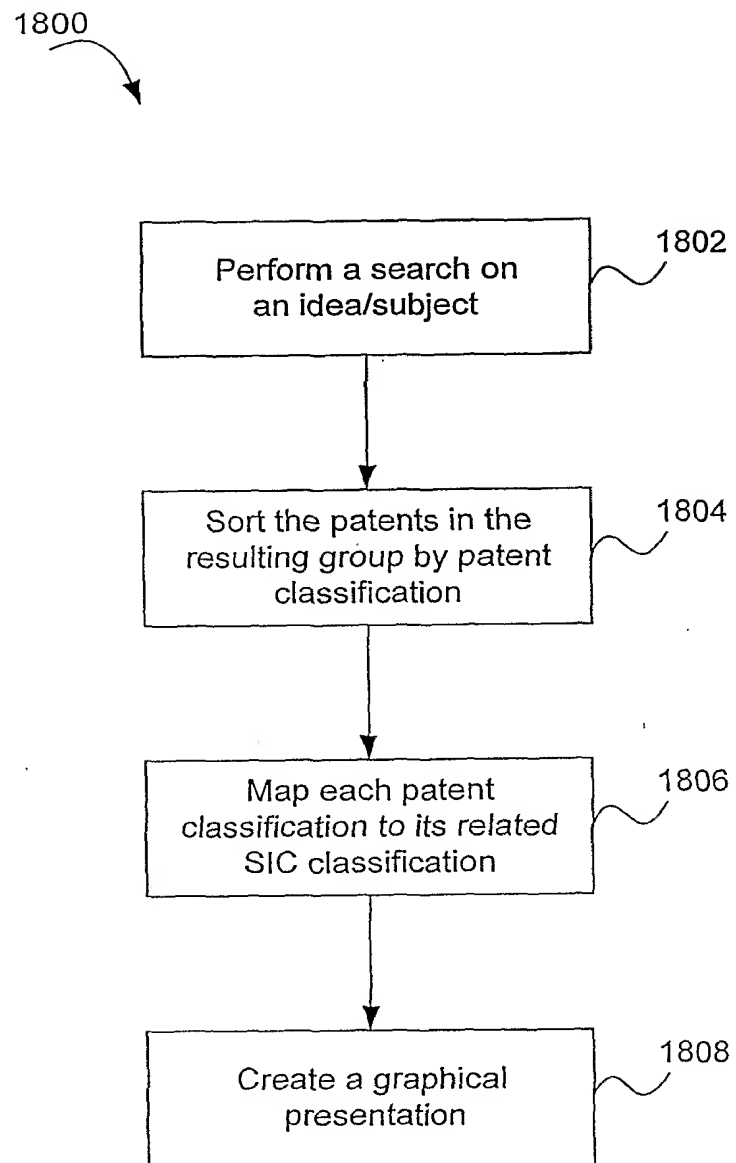 1800
Perform a search on
an idea/subject
1802
Sort the patents in the
resulting group by patent
classification
1804
Map each patent
classification to its related
SIC classification
1806
Create a graphical
presentation
1808